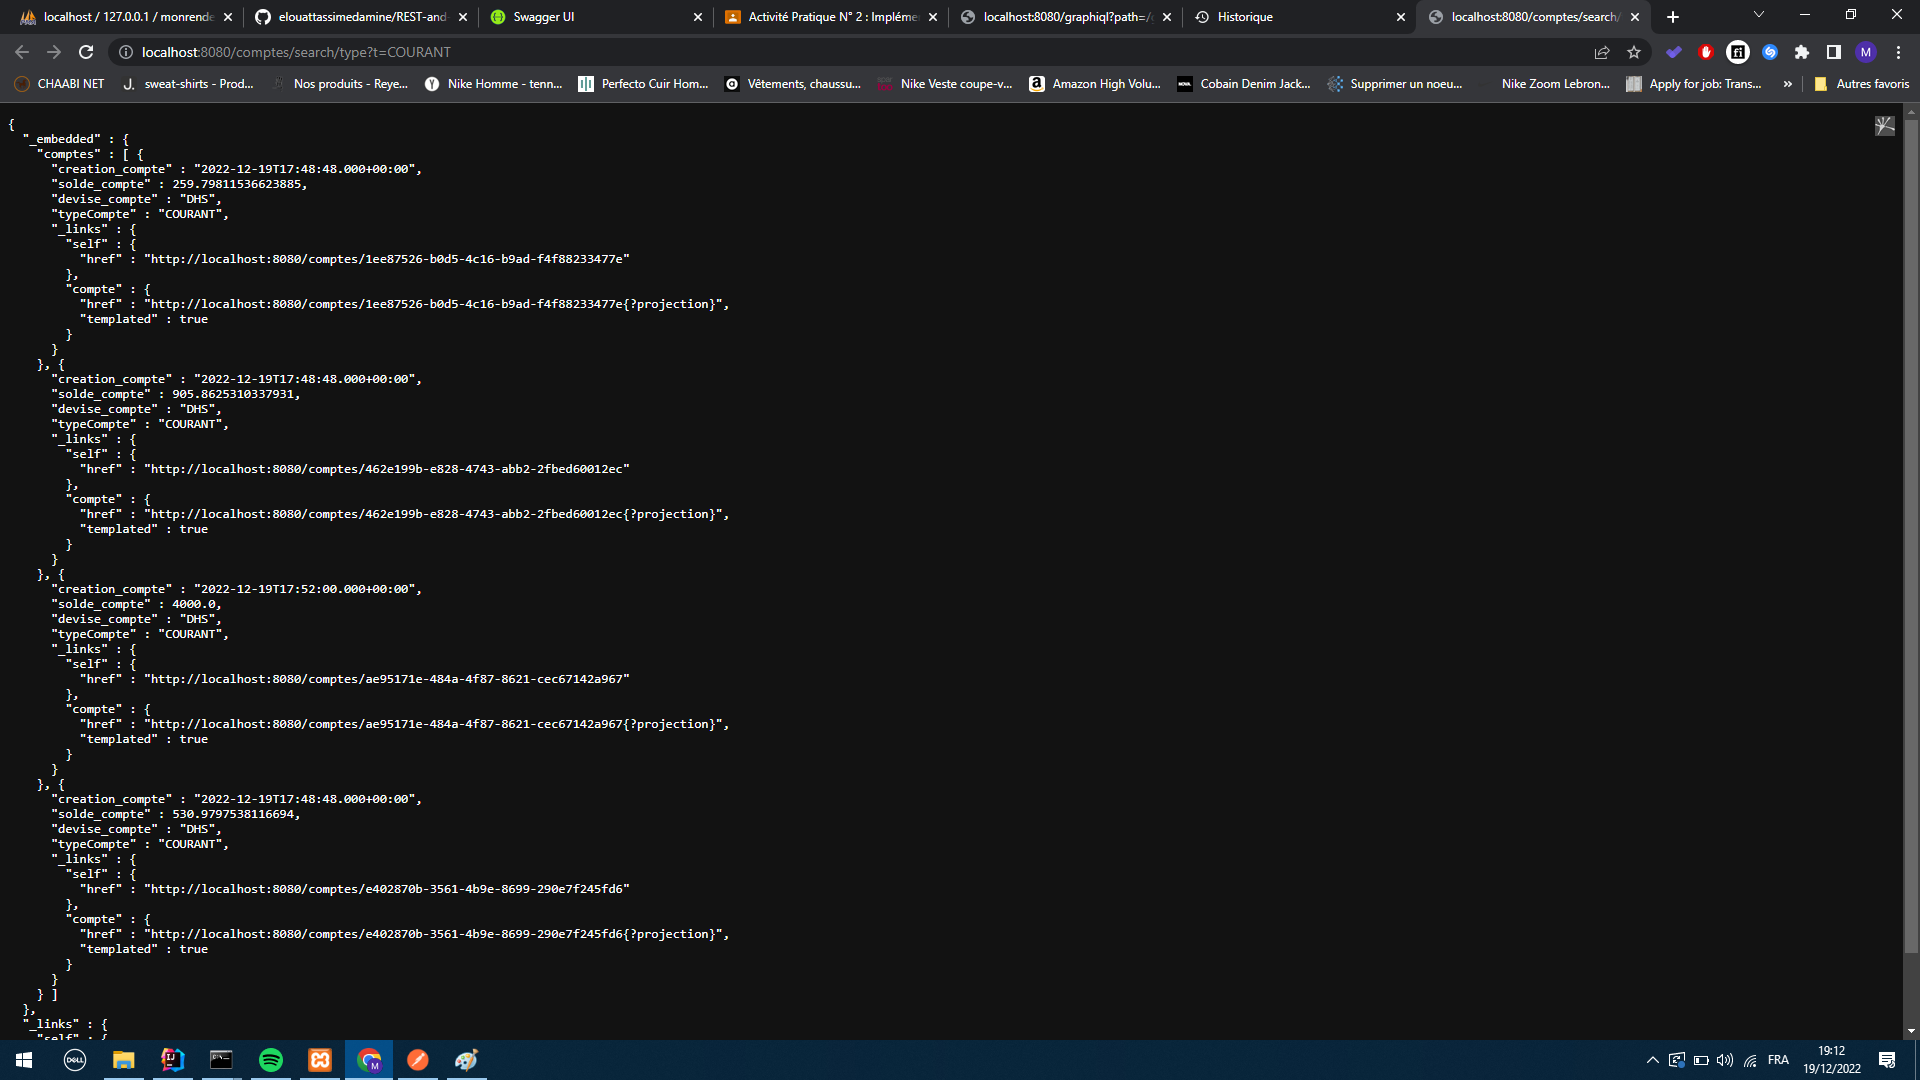 localhost / 127.0.0.1 / monrende
elouattassimedamine/REST-and-
Swagger UI
Activité Pratique N° 2 : Impléme
localhost:8080/graphiql?path=/g
Historique
localhost:8080/comptes/search/
localhost:8080/comptes/search/type?t=COURANT
CHAABI NET
sweat-shirts - Prod...
Nos produits - Reye...
Nike Homme - tenn...
Perfecto Cuir Hom...
Vêtements, chaussu...
Nike Veste coupe-v...
Amazon High Volu...
Cobain Denim Jack...
Supprimer un noeu...
Nike Zoom Lebron...
Apply for job: Trans...
»
Autres favoris
{
"_embedded" : {
"comptes" : [ {
"creation_compte" : "2022-12-19T17:48:48.000+00:00",
"solde_compte" : 259.79811536623885,
"devise_compte" : "DHS",
"typeCompte" : "COURANT",
"_links" : {
"self" : {
"href" : "http://localhost:8080/comptes/1ee87526-b0d5-4c16-b9ad-f4f88233477e"
},
"compte" : {
"href" : "http://localhost:8080/comptes/1ee87526-b0d5-4c16-b9ad-f4f88233477e{?projection}",
"templated" : true
}
}
}, {
"creation_compte" : "2022-12-19T17:48:48.000+00:00",
"solde_compte" : 905.8625310337931,
"devise_compte" : "DHS",
"typeCompte" : "COURANT",
"_links" : {
"self" : {
"href" : "http://localhost:8080/comptes/462e199b-e828-4743-abb2-2fbed60012ec"
},
"compte" : {
"href" : "http://localhost:8080/comptes/462e199b-e828-4743-abb2-2fbed60012ec{?projection}",
"templated" : true
}
}
}, {
"creation_compte" : "2022-12-19T17:52:00.000+00:00",
"solde_compte" : 4000.0,
"devise_compte" : "DHS",
"typeCompte" : "COURANT",
"_links" : {
"self" : {
"href" : "http://localhost:8080/comptes/ae95171e-484a-4f87-8621-cec67142a967"
},
"compte" : {
"href" : "http://localhost:8080/comptes/ae95171e-484a-4f87-8621-cec67142a967{?projection}",
"templated" : true
}
}
}, {
"creation_compte" : "2022-12-19T17:48:48.000+00:00",
"solde_compte" : 530.9797538116694,
"devise_compte" : "DHS",
"typeCompte" : "COURANT",
"_links" : {
"self" : {
"href" : "http://localhost:8080/comptes/e402870b-3561-4b9e-8699-290e7f245fd6"
},
"compte" : {
"href" : "http://localhost:8080/comptes/e402870b-3561-4b9e-8699-290e7f245fd6{?projection}",
"templated" : true
}
}
} ]
},
"_links" : {
"self" : {
FRA
19:12
19/12/2022